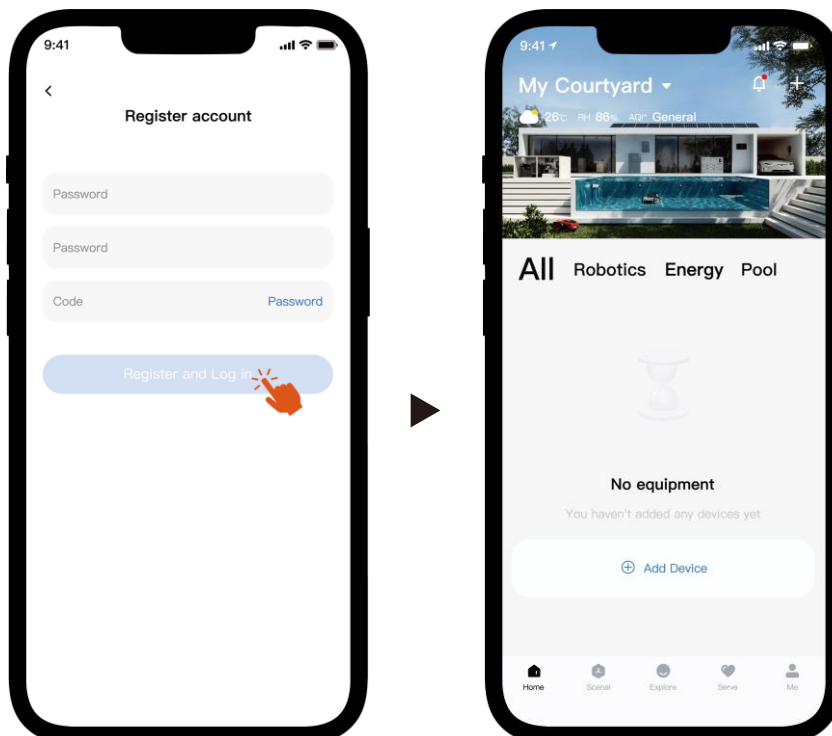 9:41
Register account
Password
Password
Code Password
Register and Log in
9:41
My Courtyard
26℃ RH 86% AQI* General
All Robotics Energy Pool
No equipment
You haven't added any devices yet
Add Device
Home Scenai Explore Serve Me